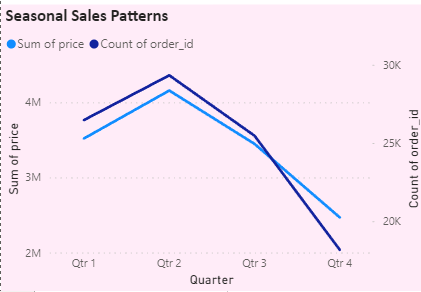 Seasonal Sales Patterns
Sum of price Count of order_id
30K
4M
25K
3M
20K
2M
Sum of price
Count of order_id
Qtr 1 Qtr 2 Qtr 3 Qtr 4
Quarter